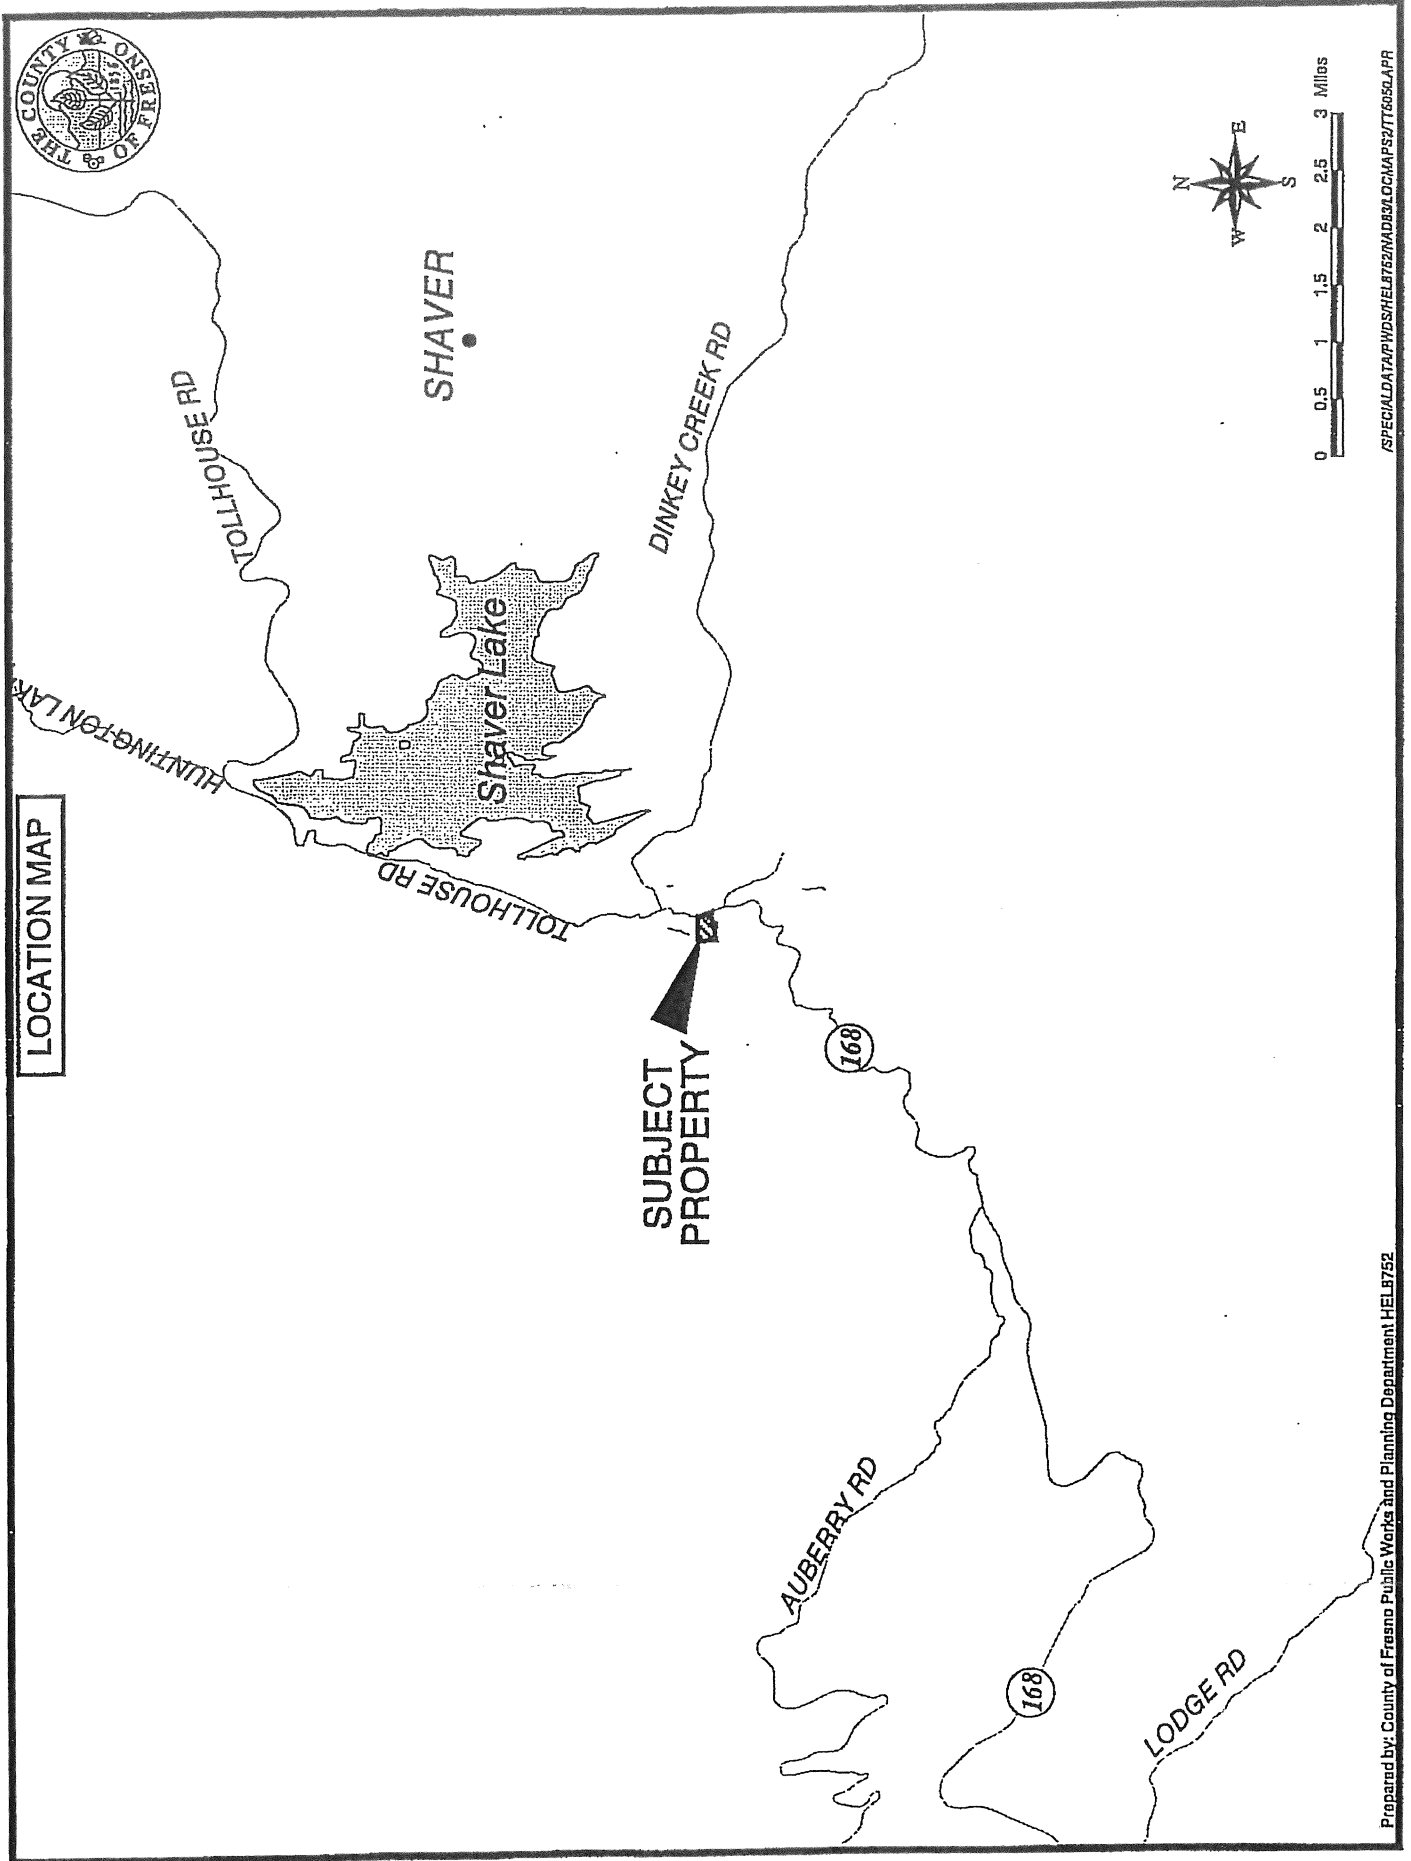 LOCATION MAP
THE COUNTY OF FRESNO
1856
HUNTINGTON LAK
TOLLHOUSE RD
TOLLHOUSE RD
SHAVER
Shaver Lake
DINKEY CREEK RD
SUBJECT
PROPERTY
168
AUBERRY RD
168
LODGE RD
N
W
E
S
0 0.5 1 1.5 2 2.5 3 Miles
Prepared by: County of Fresno Public Works and Planning Department HEL8752
/SPECIALDATA/PWDS/HEL8752/NAD83/LOCMAPS2/TT5050.APR